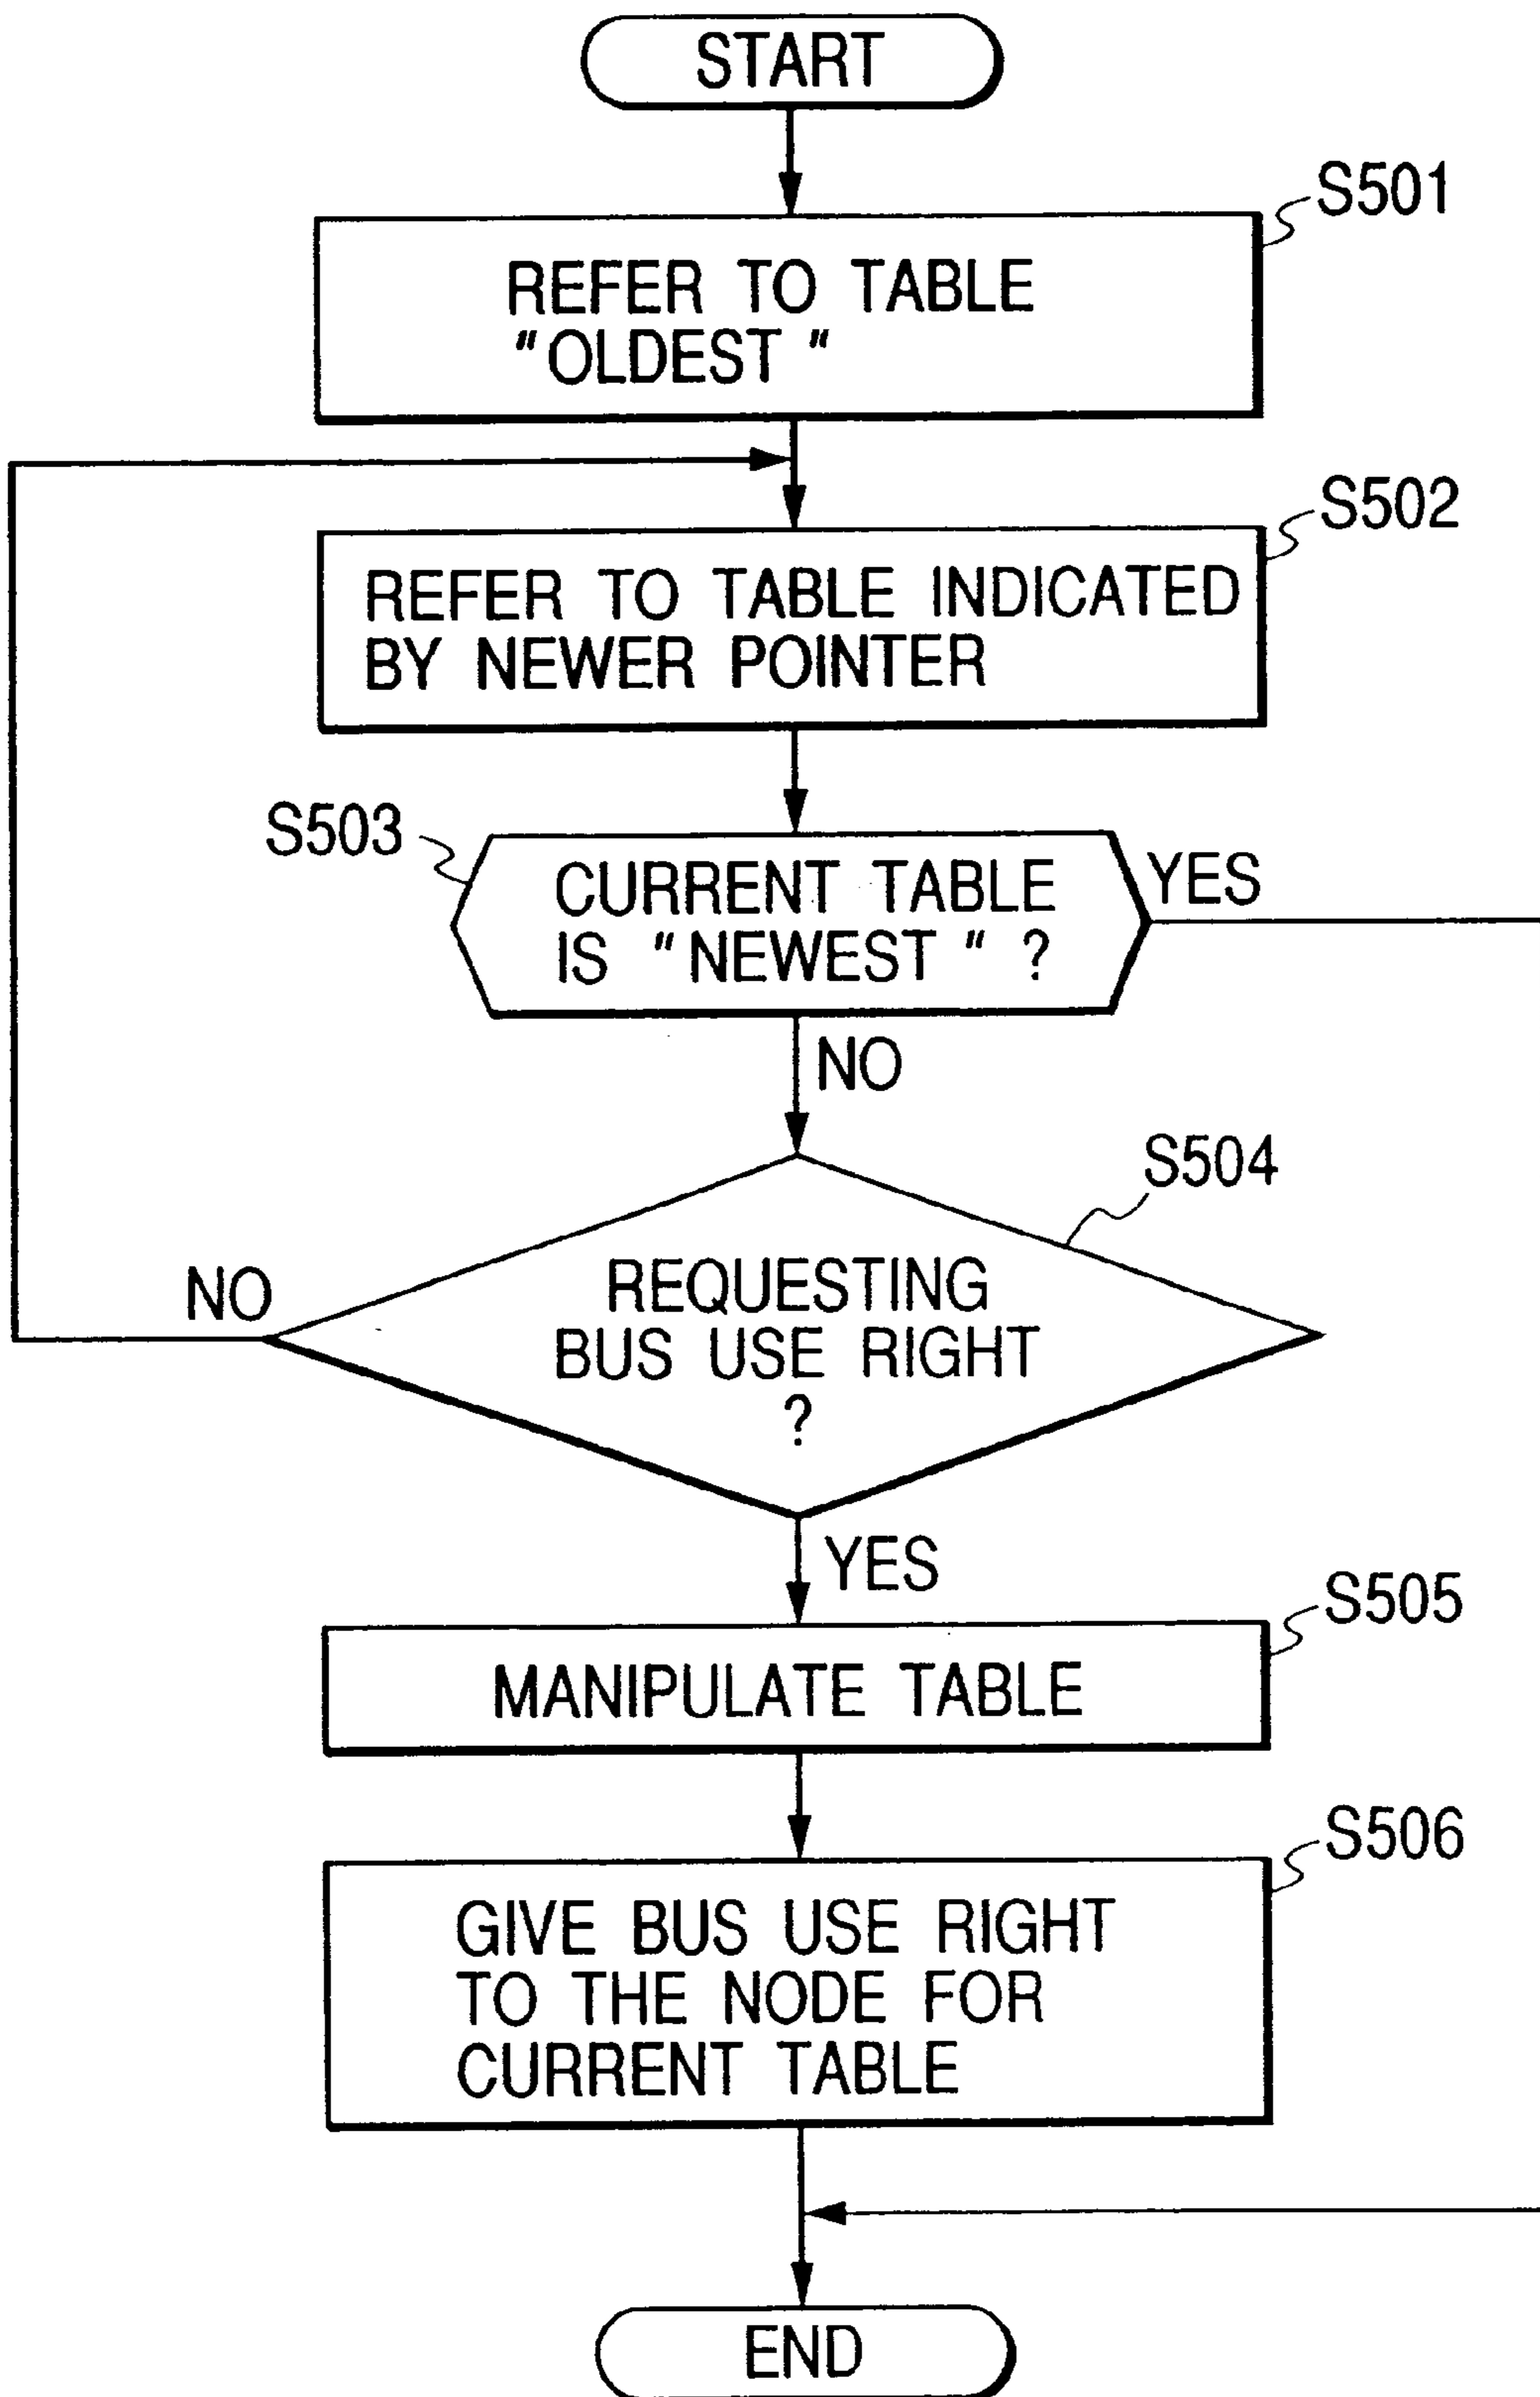 START
S501
REFER TO TABLE
"OLDEST"
S502
REFER TO TABLE INDICATED
BY NEWER POINTER
S503
CURRENT TABLE
IS "NEWEST" ?
YES
NO
S504
REQUESTING
BUS USE RIGHT
?
NO
YES
S505
MANIPULATE TABLE
S506
GIVE BUS USE RIGHT
TO THE NODE FOR
CURRENT TABLE
END